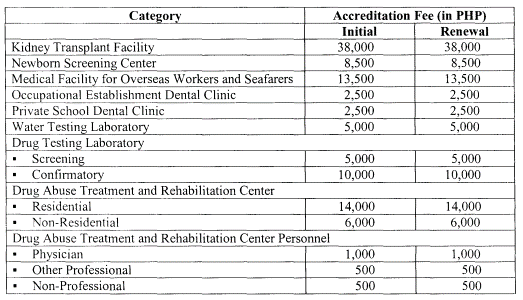 Category Accreditation Fee (in PHP)
Initial Renewal
Kidney Transplant Facility 38,000 38,000
Newborn Screening Center 8,500 8,500
Medical Facility for Overseas Workers and Seafarers 13,500 13,500
Occupational Establishment Dental Clinic 2,500 2,500
Private School Dental Clinic 2,500 2,500
Water Testing Laboratory 5,000 5,000
Drug Testing Laboratory
▪ Screening 5,000 5,000
▪ Confirmatory 10,000 10,000
Drug Abuse Treatment and Rehabilitation Center
▪ Residential 14,000 14,000
▪ Non-Residential 6,000 6,000
Drug Abuse Treatment and Rehabilitation Center Personnel
▪ Physician 1,000 1,000
▪ Other Professional 500 500
▪ Non-Professional 500 500